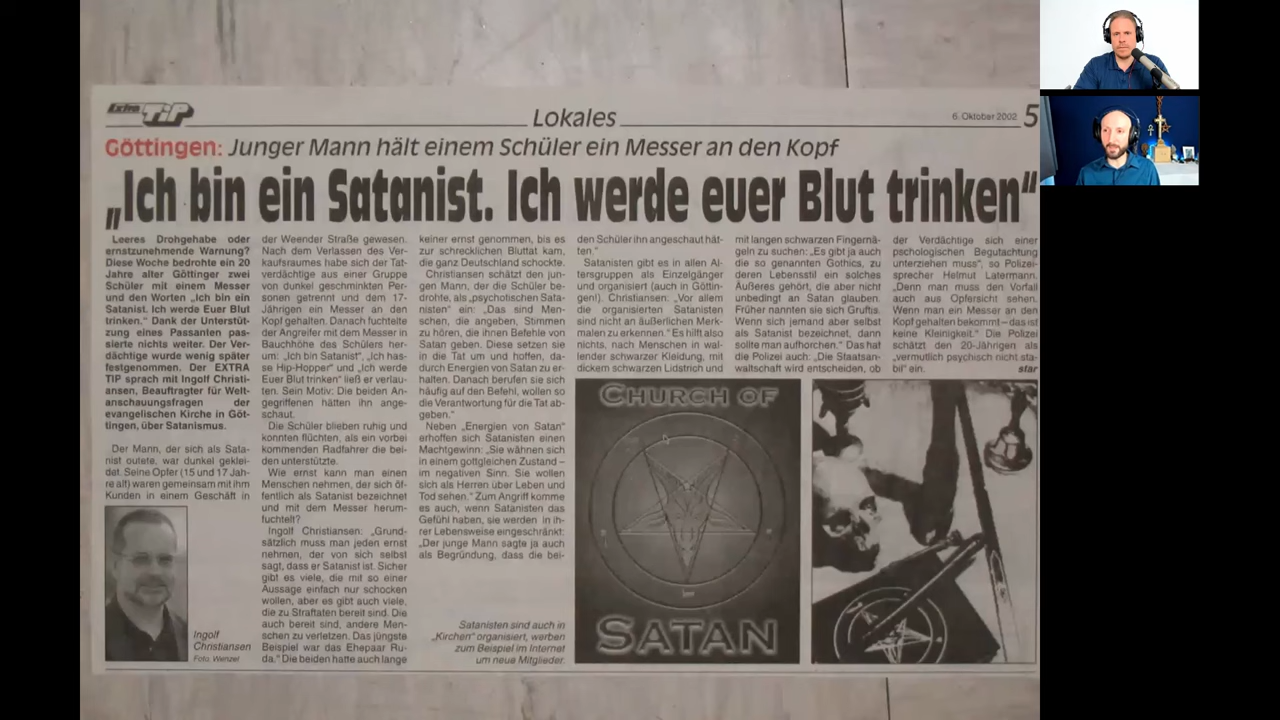 Extra TiP
Lokales
6. Oktober 2002 5
Göttingen: Junger Mann hält einem Schüler ein Messer an den Kopf
„Ich bin ein Satanist. Ich werde euer Blut trinken“
Leeres Drohgehabe oder
ernstzunehmende Warnung?
Diese Woche bedrohte ein 20
Jahre alter Göttinger zwei
Schüler mit einem Messer
und den Worten „Ich bin ein
Satanist. Ich werde Euer Blut
trinken.“ Dank der Unterstüt-
zung eines Passanten pas-
sierte nichts weiter. Der Ver-
dächtige wurde wenig später
festgenommen. Der EXTRA
TIP sprach mit Ingolf Christi-
ansen, Beauftragter für Welt-
anschauungsfragen der
evangelischen Kirche in Göt-
tingen, über Satanismus.
Der Mann, der sich als Sata-
nist outete, war dunkel geklei-
det. Seine Opfer (15 und 17 Jah-
re alt) waren gemeinsam mit ihm
Kunden in einem Geschäft in
Ingolf
Christiansen
Foto: Wenzel
der Weender Straße gewesen.
Nach dem Verlassen des Ver-
kaufsraumes habe sich der Tat-
verdächtige aus einer Gruppe
von dunkel geschminkten Per-
sonen getrennt und dem 17-
Jährigen ein Messer an den
Kopf gehalten. Danach fuchtelte
der Angreifer mit dem Messer in
Bauchhöhe des Schülers her-
um: „Ich bin Satanist“, „Ich has-
se Hip-Hopper“ und „Ich werde
Euer Blut trinken“ ließ er verlau-
ten. Sein Motiv: Die beiden An-
gegriffenen hätten ihn ange-
schaut.
Die Schüler blieben ruhig und
konnten flüchten, als ein vorbei
kommenden Radfahrer die bei-
den unterstützte.
Wie ernst kann man einen
Menschen nehmen, der sich öf-
fentlich als Satanist bezeichnet
und mit dem Messer herum-
fuchtelt?
Ingolf Christiansen: „Grund-
sätzlich muss man jeden ernst
nehmen, der von sich selbst
sagt, dass er Satanist ist. Sicher
gibt es viele, die mit so einer
Aussage einfach nur schocken
wollen, aber es gibt auch viele,
die zu Straftaten bereit sind. Die
auch bereit sind, andere Men-
schen zu verletzen. Das jüngste
Beispiel war das Ehepaar Ru-
da.“ Die beiden hatte auch lange
keiner ernst genommen, bis es
zur schrecklichen Bluttat kam,
die ganz Deutschland schockte.
Christiansen schätzt den jun-
gen Mann, der die Schüler be-
drohte, als „psychotischen Sata-
nisten“ ein: „Das sind Men-
schen, die angeben, Stimmen
zu hören, die ihnen Befehle von
Satan geben. Diese setzen sie
in die Tat um und hoffen, da-
durch Energien von Satan zu er-
halten. Danach berufen sie sich
häufig auf den Befehl, wollen so
die Verantwortung für die Tat ab-
geben.“
Neben „Energien von Satan“
erhoffen sich Satanisten einen
Machtgewinn: „Sie wähnen sich
in einem gottgleichen Zustand –
im negativen Sinn. Sie wollen
sich als Herren über Leben und
Tod sehen.“ Zum Angriff komme
es auch, wenn Satanisten das
Gefühl haben, sie werden in ih-
rer Lebensweise eingeschränkt:
„Der junge Mann sagte ja auch
als Begründung, dass die bei-
Satanisten sind auch in
„Kirchen“ organisiert, werben
zum Beispiel im Internet
um neue Mitglieder.
den Schüler ihn angeschaut hät-
ten.“
Satanisten gibt es in allen Al-
tersgruppen als Einzelgänger
und organisiert (auch in Göttin-
gen!). Christiansen: „Vor allem
die organisierten Satanisten
sind nicht an äußerlichen Merk-
malen zu erkennen.“ Es hilft also
nichts, nach Menschen in wal-
lender schwarzer Kleidung, mit
dickem schwarzen Lidstrich und
mit langen schwarzen Fingernä-
geln zu suchen: „Es gibt ja auch
die so genannten Gothics, zu
deren Lebensstil ein solches
Äußeres gehört, die aber nicht
unbedingt an Satan glauben.
Früher nannten sie sich Gruftis.
Wenn sich jemand aber selbst
als Satanist bezeichnet, dann
sollte man aufhorchen.“ Das hat
die Polizei auch: „Die Staatsan-
waltschaft wird entscheiden, ob
der Verdächtige sich einer
pschologischen Begutachtung
unterziehen muss“, so Polizei-
sprecher Helmut Latermann.
„Denn man muss den Vorfall
auch aus Opfersicht sehen.
Wenn man ein Messer an den
Kopf gehalten bekommt – das ist
keine Kleinigkeit.“ Die Polizei
schätzt den 20-Jährigen als
„vermutlich psychisch nicht sta-
bil“ ein. star
CHURCH OF
SATAN